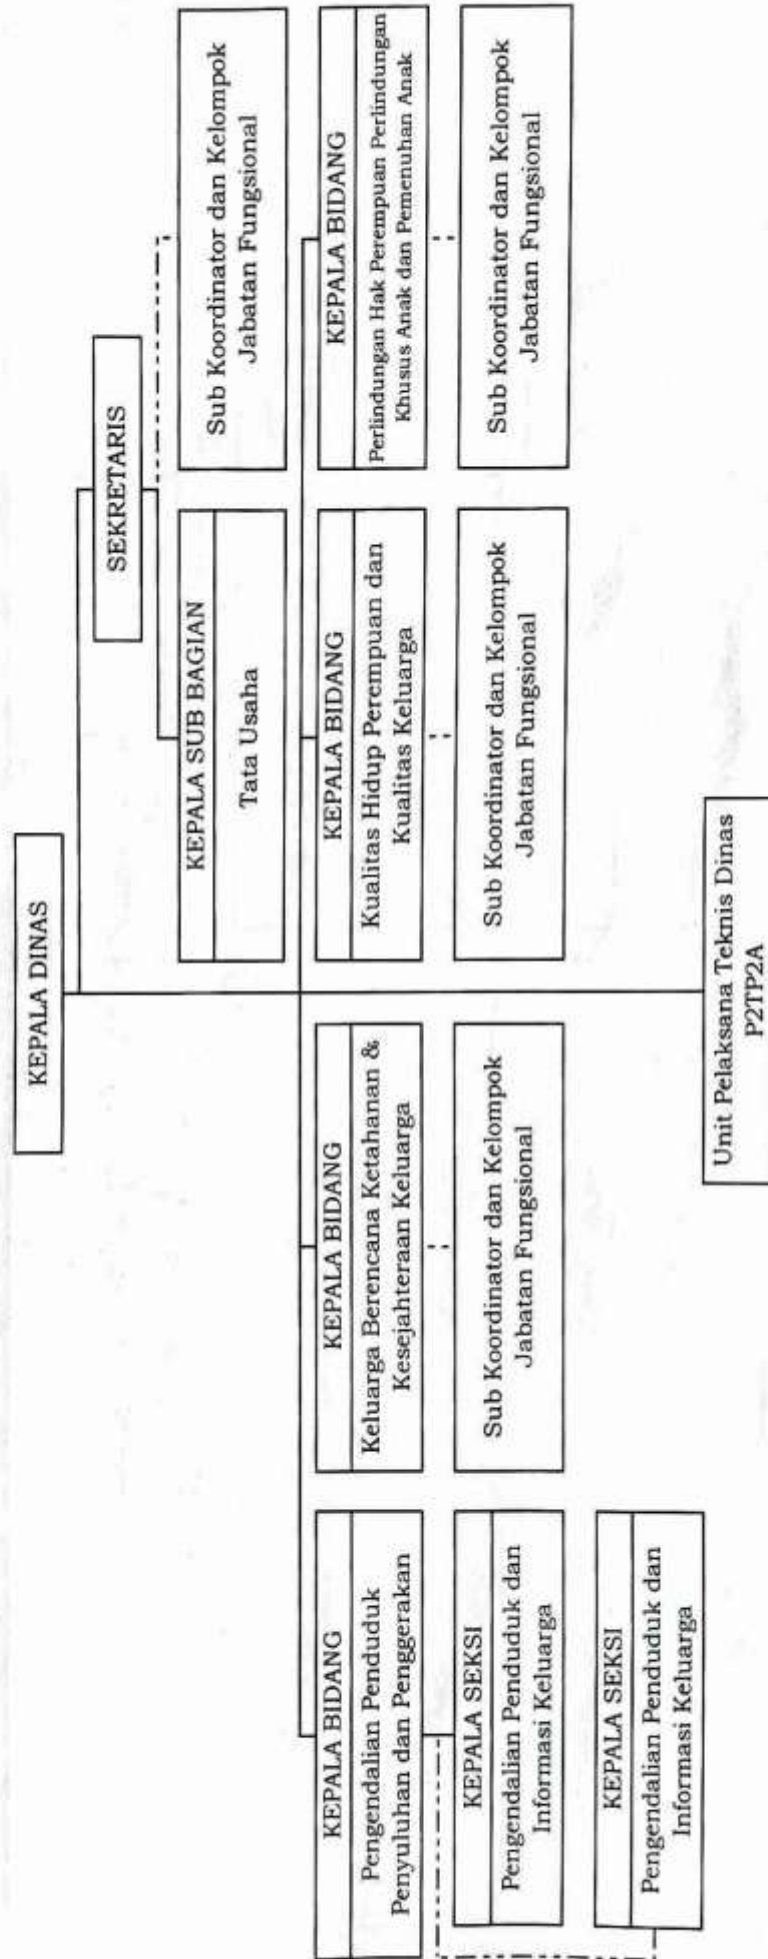 KEPALA DINAS
SEKRETARIS
KEPALA SUB BAGIAN
Tata Usaha
Sub Koordinator dan Kelompok
Jabatan Fungsional
KEPALA BIDANG
Pengendalian Penduduk
Penyuluhan dan Penggerakan
KEPALA BIDANG
Keluarga Berencana Ketahanan &
Kesejahteraan Keluarga
KEPALA BIDANG
Kualitas Hidup Perempuan dan
Kualitas Keluarga
KEPALA BIDANG
Perlindungan Hak Perempuan Perlindungan
Khusus Anak dan Pemenuhan Anak
KEPALA SEKSI
Pengendalian Penduduk dan
Informasi Keluarga
Sub Koordinator dan Kelompok
Jabatan Fungsional
Sub Koordinator dan Kelompok
Jabatan Fungsional
Sub Koordinator dan Kelompok
Jabatan Fungsional
KEPALA SEKSI
Pengendalian Penduduk dan
Informasi Keluarga
Unit Pelaksana Teknis Dinas
P2TP2A